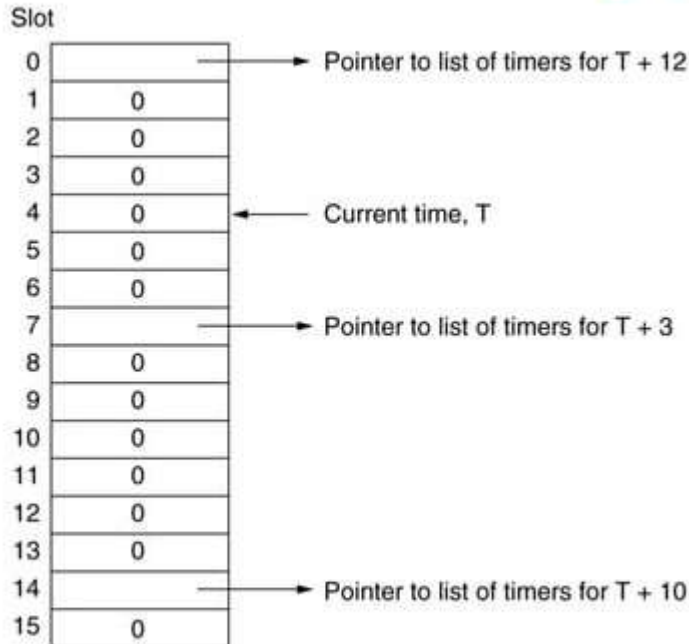 Slot
0 Pointer to list of timers for T + 12
1 0
2 0
3 0
4 0 Current time, T
5 0
6 0
7 Pointer to list of timers for T + 3
8 0
9 0
10 0
11 0
12 0
13 0
14 Pointer to list of timers for T + 10
15 0